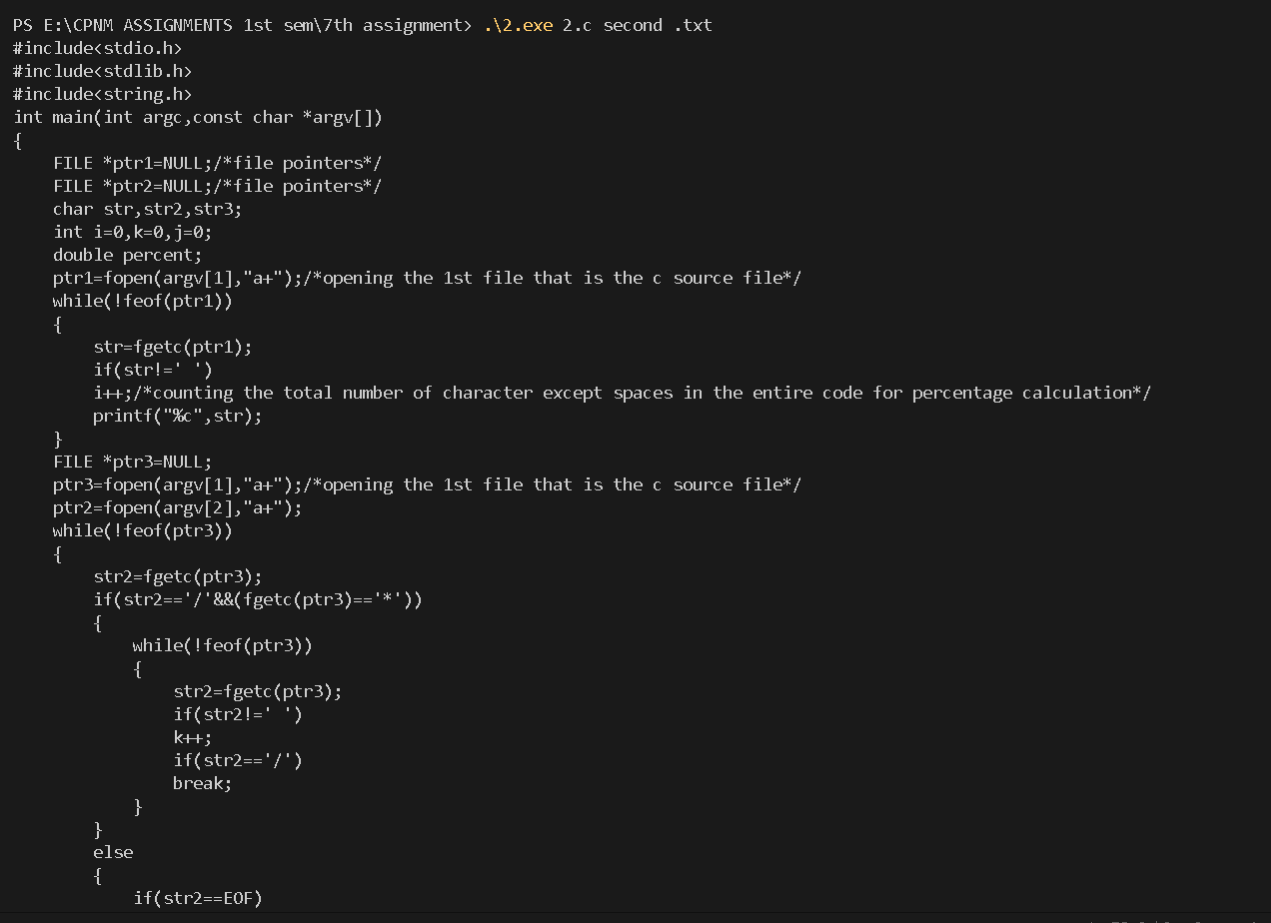 PS E:\CPNM ASSIGNMENTS 1st sem\7th assignment> .\2.exe 2.c second .txt
#include<stdio.h>
#include<stdlib.h>
#include<string.h>
int main(int argc,const char *argv[])
{
    FILE *ptr1=NULL;/*file pointers*/
    FILE *ptr2=NULL;/*file pointers*/
    char str,str2,str3;
    int i=0,k=0,j=0;
    double percent;
    ptr1=fopen(argv[1],"a+");/*opening the 1st file that is the c source file*/
    while(!feof(ptr1))
    {
        str=fgetc(ptr1);
        if(str!=' ')
        i++;/*counting the total number of character except spaces in the entire code for percentage calculation*/
        printf("%c",str);
    }
    FILE *ptr3=NULL;
    ptr3=fopen(argv[1],"a+");/*opening the 1st file that is the c source file*/
    ptr2=fopen(argv[2],"a+");
    while(!feof(ptr3))
    {
        str2=fgetc(ptr3);
        if(str2=='/'&&(fgetc(ptr3)=='*'))
        {
            while(!feof(ptr3))
            {
                str2=fgetc(ptr3);
                if(str2!=' ')
                k++;
                if(str2=='/')
                break;
            }
        }
        else
        {
            if(str2==EOF)